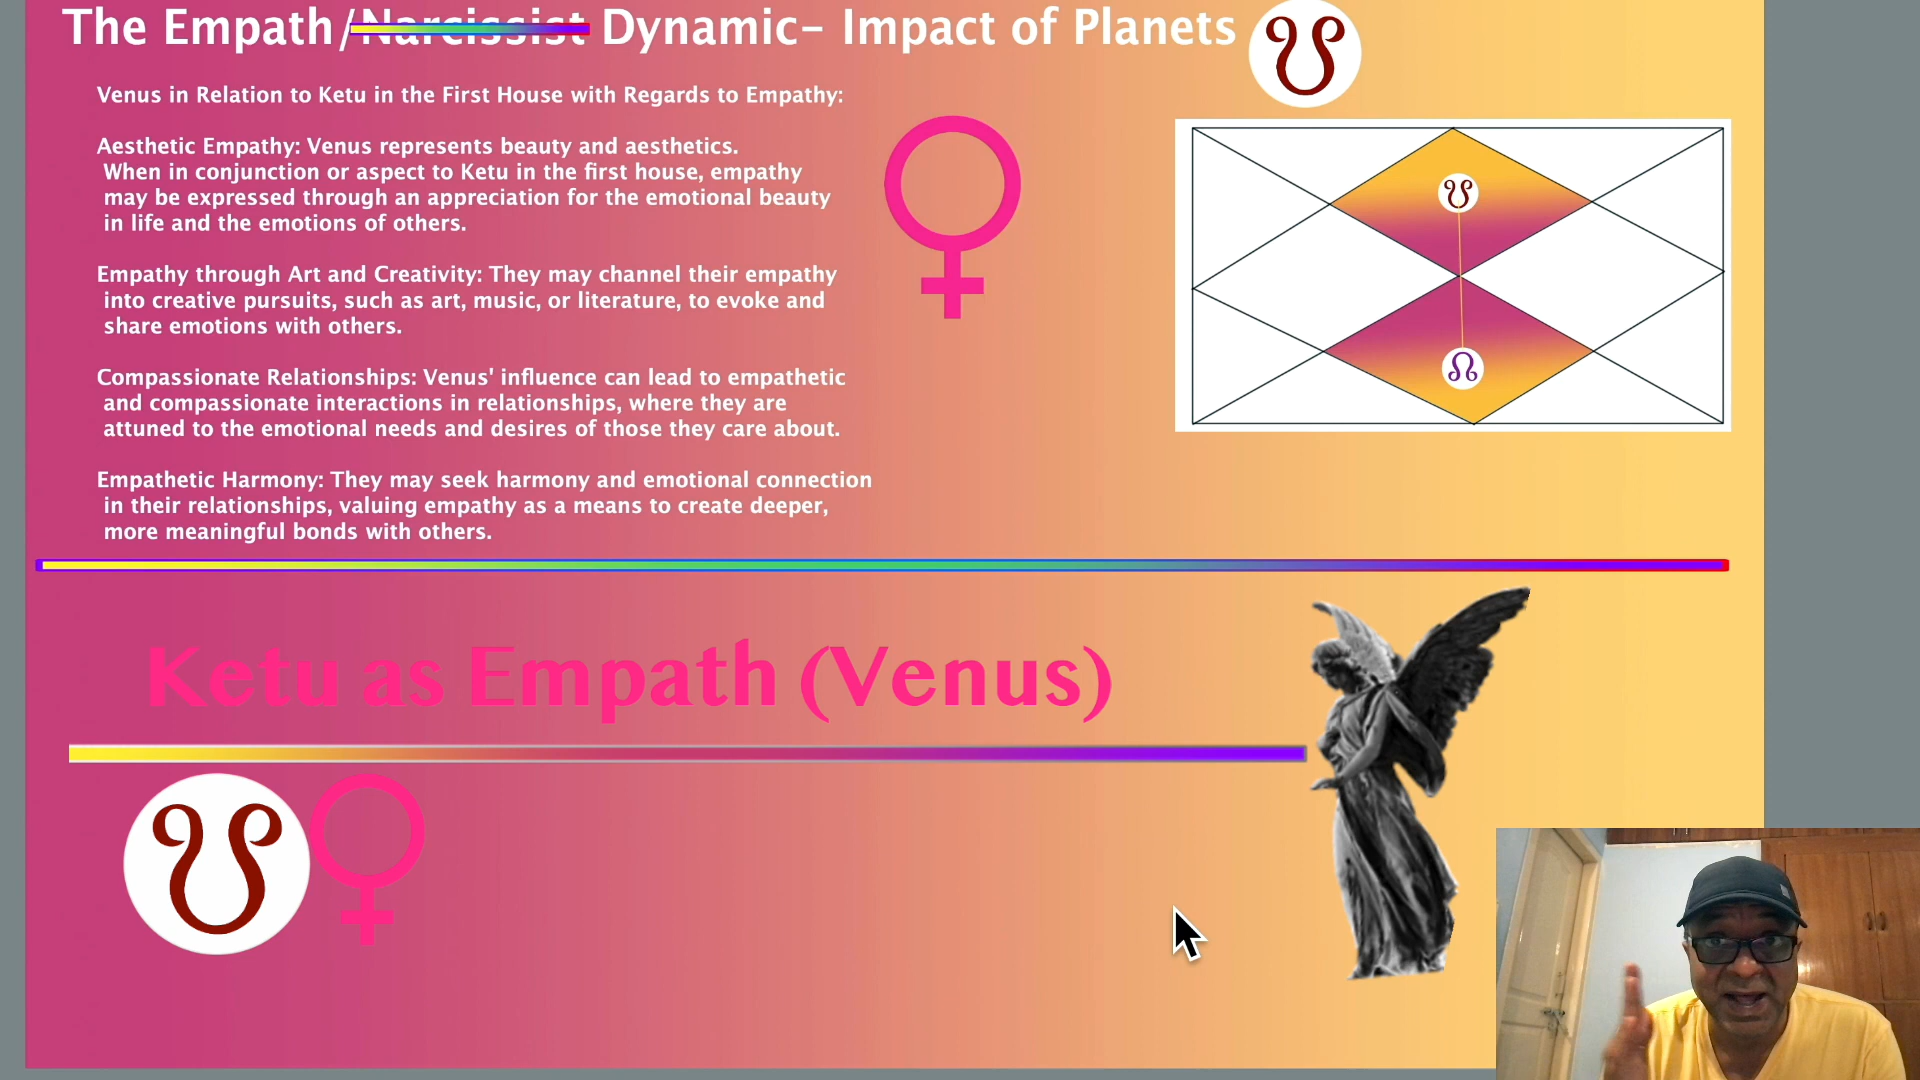 The Empath/Narcissist Dynamic- Impact of Planets
Venus in Relation to Ketu in the First House with Regards to Empathy:
Aesthetic Empathy: Venus represents beauty and aesthetics.
When in conjunction or aspect to Ketu in the first house, empathy
may be expressed through an appreciation for the emotional beauty
in life and the emotions of others.
Empathy through Art and Creativity: They may channel their empathy
into creative pursuits, such as art, music, or literature, to evoke and
share emotions with others.
Compassionate Relationships: Venus' influence can lead to empathetic
and compassionate interactions in relationships, where they are
attuned to the emotional needs and desires of those they care about.
Empathetic Harmony: They may seek harmony and emotional connection
in their relationships, valuing empathy as a means to create deeper,
more meaningful bonds with others.
Ketu as Empath (Venus)